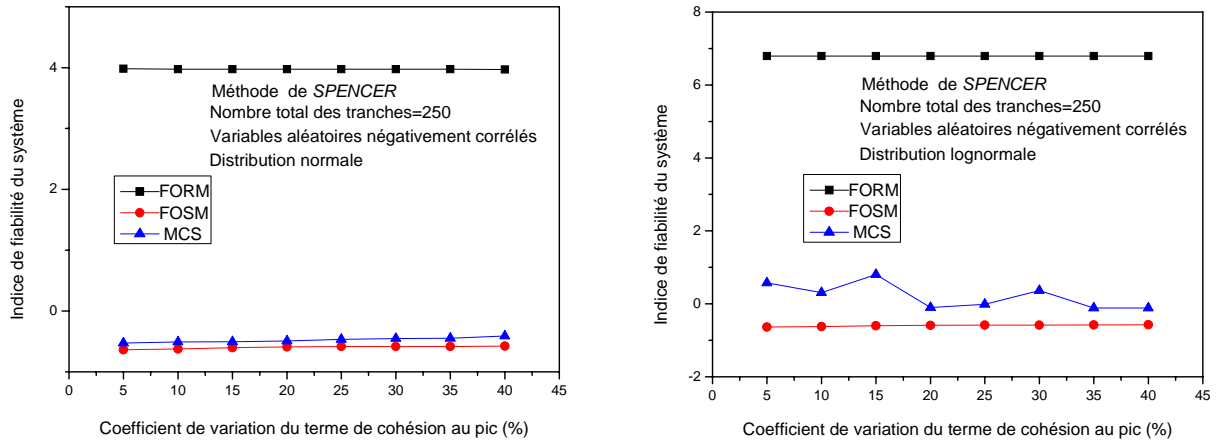 4
2
0
Indice de fiabilité du système
Méthode de SPENCER
Nombre total des tranches=250
Variables aléatoires négativement corrélés
Distribution normale
FORM
FOSM
MCS
0 5 10 15 20 25 30 35 40 45
Coefficient de variation du terme de cohésion au pic (%)
8
6
4
2
0
-2
Indice de fiabilité du système
Méthode de SPENCER
Nombre total des tranches=250
Variables aléatoires négativement corrélés
Distribution lognormale
FORM
FOSM
MCS
0 5 10 15 20 25 30 35 40 45
Coefficient de variation du terme de cohésion au pic (%)